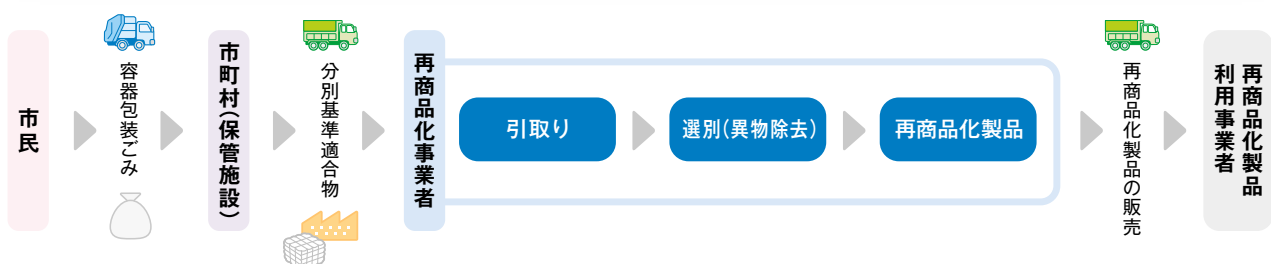 市民
容器包装ごみ
市町村(保管施設)
分別基準適合物
再商品化事業者
引取り
選別(異物除去)
再商品化製品
再商品化製品の販売
再商品化製品
利用事業者